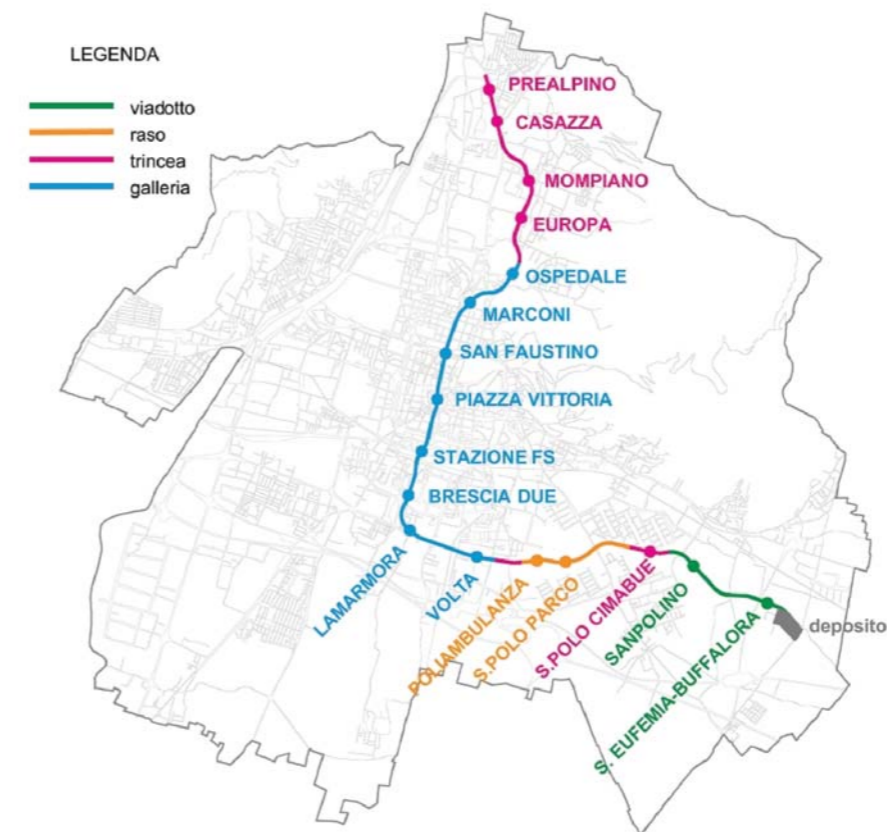 LEGENDA
viadotto
raso
trincea
galleria
PREALPINO
CASAZZA
MOMPIANO
EUROPA
OSPEDALE
MARCONI
SAN FAUSTINO
PIAZZA VITTORIA
STAZIONE FS
BRESCIA DUE
LAMARMORA
VOLTA
POLIAMBULANZA
S.POLO PARCO
S.POLO CIMABUE
SANPOLINO
S. EUFEMIA-BUFFALORA
deposito